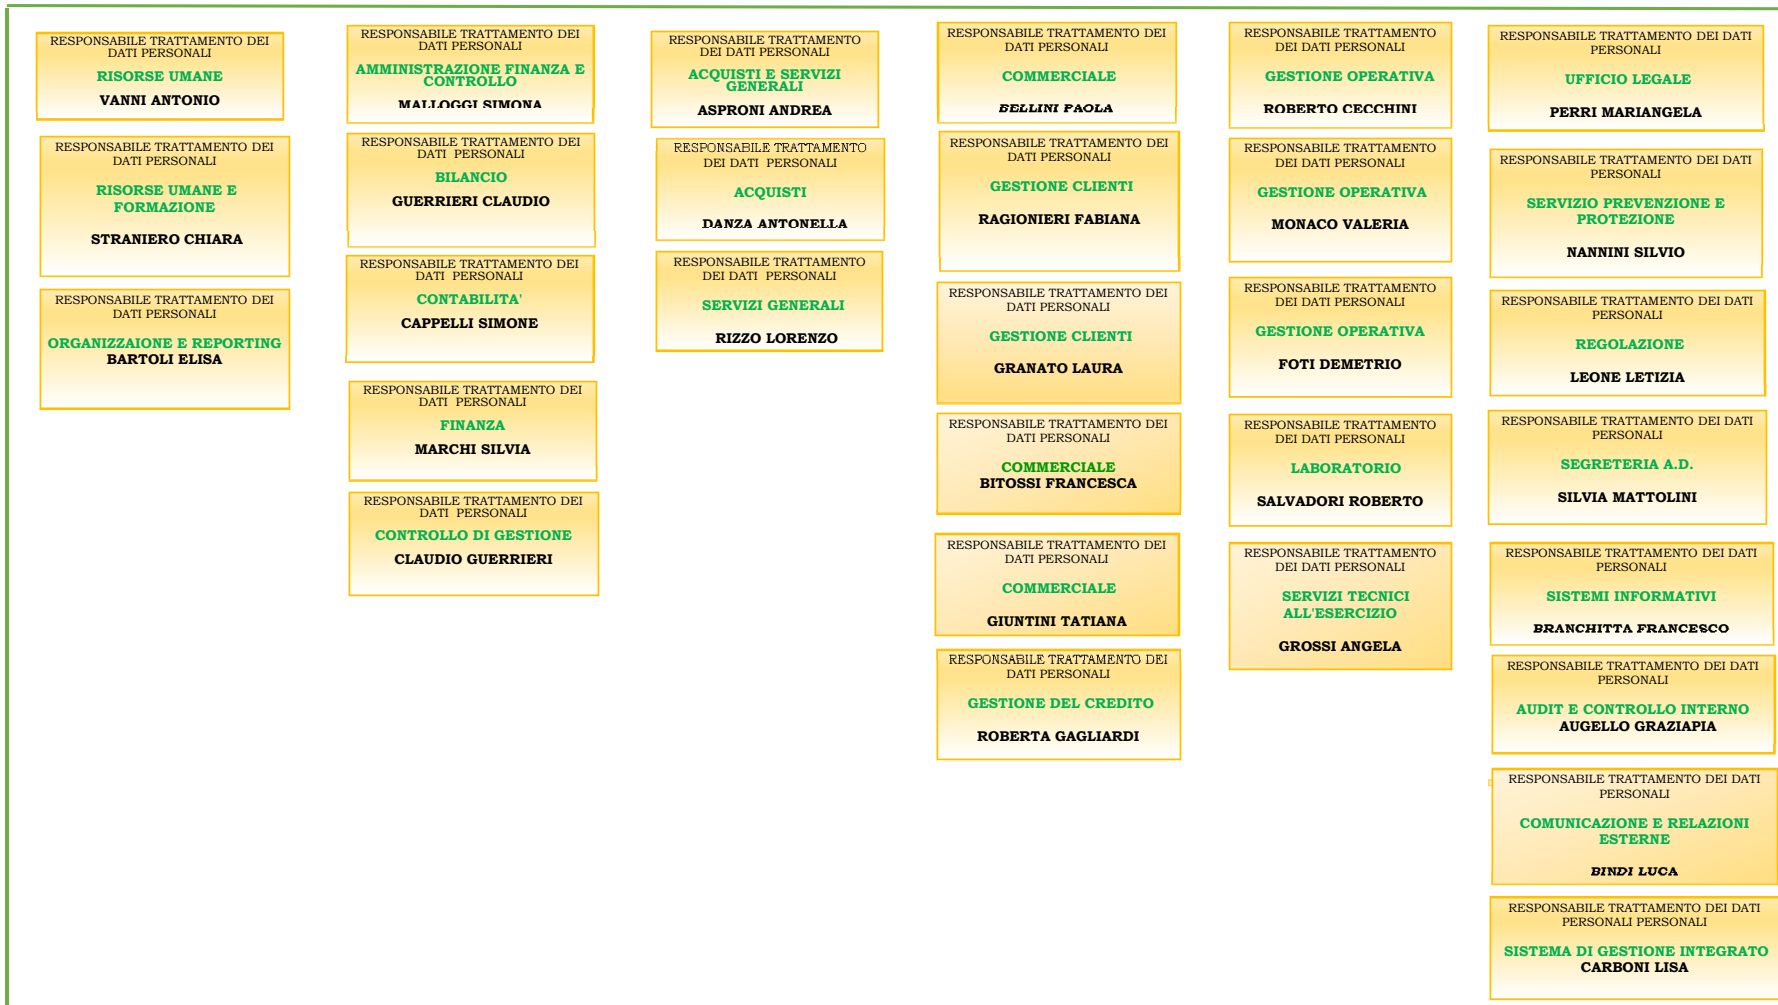 RESPONSABILE TRATTAMENTO DEI
DATI PERSONALI
RISORSE UMANE
VANNI ANTONIO
RESPONSABILE TRATTAMENTO DEI
DATI PERSONALI
RISORSE UMANE E
FORMAZIONE
STRANIERO CHIARA
RESPONSABILE TRATTAMENTO DEI
DATI PERSONALI
ORGANIZZAIONE E REPORTING
BARTOLI ELISA
RESPONSABILE TRATTAMENTO DEI
DATI PERSONALI
AMMINISTRAZIONE FINANZA E
CONTROLLO
MALLOGGI SIMONA
RESPONSABILE TRATTAMENTO DEI
DATI PERSONALI
BILANCIO
GUERRIERI CLAUDIO
RESPONSABILE TRATTAMENTO DEI
DATI PERSONALI
CONTABILITA'
CAPPELLI SIMONE
RESPONSABILE TRATTAMENTO DEI
DATI PERSONALI
FINANZA
MARCHI SILVIA
RESPONSABILE TRATTAMENTO DEI
DATI PERSONALI
CONTROLLO DI GESTIONE
CLAUDIO GUERRIERI
RESPONSABILE TRATTAMENTO
DEI DATI PERSONALI
ACQUISTI E SERVIZI
GENERALI
ASPRONI ANDREA
RESPONSABILE TRATTAMENTO
DEI DATI PERSONALI
ACQUISTI
DANZA ANTONELLA
RESPONSABILE TRATTAMENTO
DEI DATI PERSONALI
SERVIZI GENERALI
RIZZO LORENZO
RESPONSABILE TRATTAMENTO DEI
DATI PERSONALI
COMMERCIALE
BELLINI PAOLA
RESPONSABILE TRATTAMENTO DEI
DATI PERSONALI
GESTIONE CLIENTI
RAGIONIERI FABIANA
RESPONSABILE TRATTAMENTO DEI
DATI PERSONALI
GESTIONE CLIENTI
GRANATO LAURA
RESPONSABILE TRATTAMENTO DEI
DATI PERSONALI
COMMERCIALE
BITOSSI FRANCESCA
RESPONSABILE TRATTAMENTO DEI
DATI PERSONALI
COMMERCIALE
GIUNTINI TATIANA
RESPONSABILE TRATTAMENTO DEI
DATI PERSONALI
GESTIONE DEL CREDITO
ROBERTA GAGLIARDI
RESPONSABILE TRATTAMENTO
DEI DATI PERSONALI
GESTIONE OPERATIVA
ROBERTO CECCHINI
RESPONSABILE TRATTAMENTO
DEI DATI PERSONALI
GESTIONE OPERATIVA
MONACO VALERIA
RESPONSABILE TRATTAMENTO
DEI DATI PERSONALI
GESTIONE OPERATIVA
FOTI DEMETRIO
RESPONSABILE TRATTAMENTO
DEI DATI PERSONALI
LABORATORIO
SALVADORI ROBERTO
RESPONSABILE TRATTAMENTO
DEI DATI PERSONALI
SERVIZI TECNICI
ALL'ESERCIZIO
GROSSI ANGELA
RESPONSABILE TRATTAMENTO DEI DATI
PERSONALI
UFFICIO LEGALE
PERRI MARIANGELA
RESPONSABILE TRATTAMENTO DEI DATI
PERSONALI
SERVIZIO PREVENZIONE E
PROTEZIONE
NANNINI SILVIO
RESPONSABILE TRATTAMENTO DEI DATI
PERSONALI
REGOLAZIONE
LEONE LETIZIA
RESPONSABILE TRATTAMENTO DEI DATI
PERSONALI
SEGRETERIA A.D.
SILVIA MATTOLINI
RESPONSABILE TRATTAMENTO DEI DATI
PERSONALI
SISTEMI INFORMATIVI
BRANCHITTA FRANCESCO
RESPONSABILE TRATTAMENTO DEI DATI
PERSONALI
AUDIT E CONTROLLO INTERNO
AUGELLO GRAZIAPIA
RESPONSABILE TRATTAMENTO DEI DATI
PERSONALI
COMUNICAZIONE E RELAZIONI
ESTERNE
BINDI LUCA
RESPONSABILE TRATTAMENTO DEI DATI
PERSONALI PERSONALI
SISTEMA DI GESTIONE INTEGRATO
CARBONI LISA